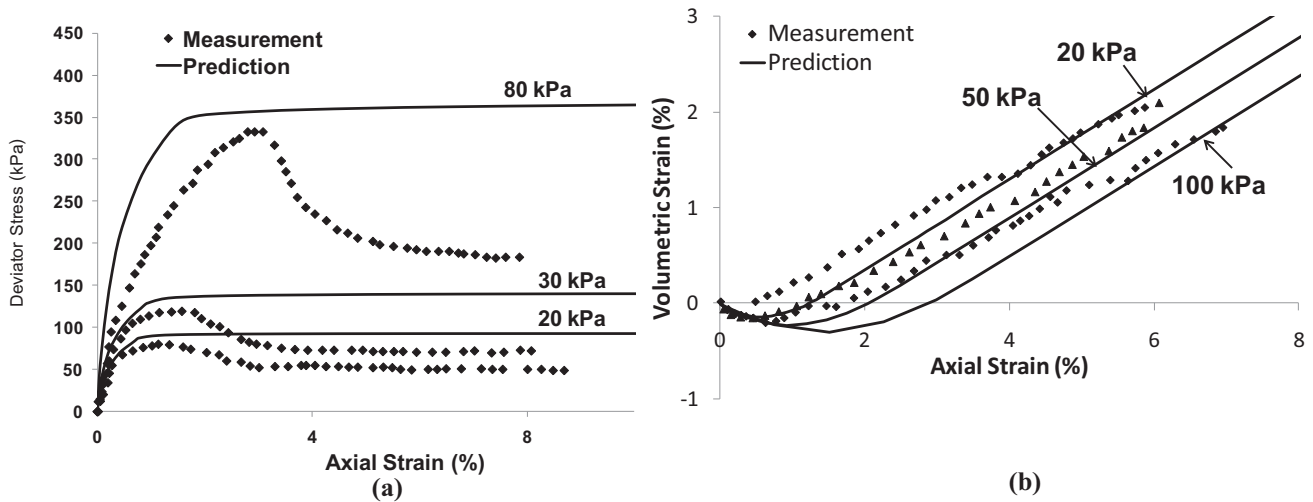 450
400
350
300
250
200
150
100
50
0
Deviator Stress (kPa)
Measurement
Prediction
80 kPa
30 kPa
20 kPa
0
4
8
Axial Strain (%)
(a)
3
2
1
0
-1
Volumetric Strain (%)
Measurement
Prediction
20 kPa
50 kPa
100 kPa
0
2
4
6
8
Axial Strain (%)
(b)